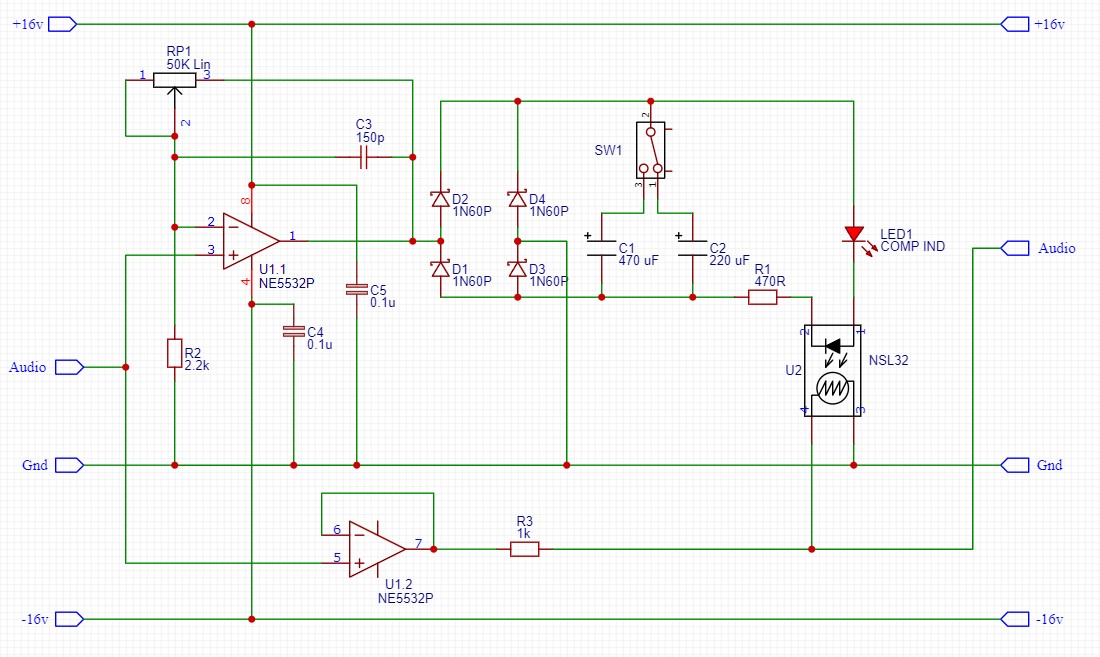 +16v
+16v
RP1
50K Lin
1
3
2
C3
150p
2
SW1
3
1
8
2
3
1
4
U1.1
NE5532P
D2
1N60P
D4
1N60P
D1
1N60P
D3
1N60P
+
C1
470 uF
+
C2
220 uF
R1
470R
LED1
COMP IND
Audio
C5
0.1u
C4
0.1u
R2
2.2k
Audio
2
1
U2
NSL32
4
3
Gnd
Gnd
6
5
7
U1.2
NE5532P
R3
1k
-16v
-16v